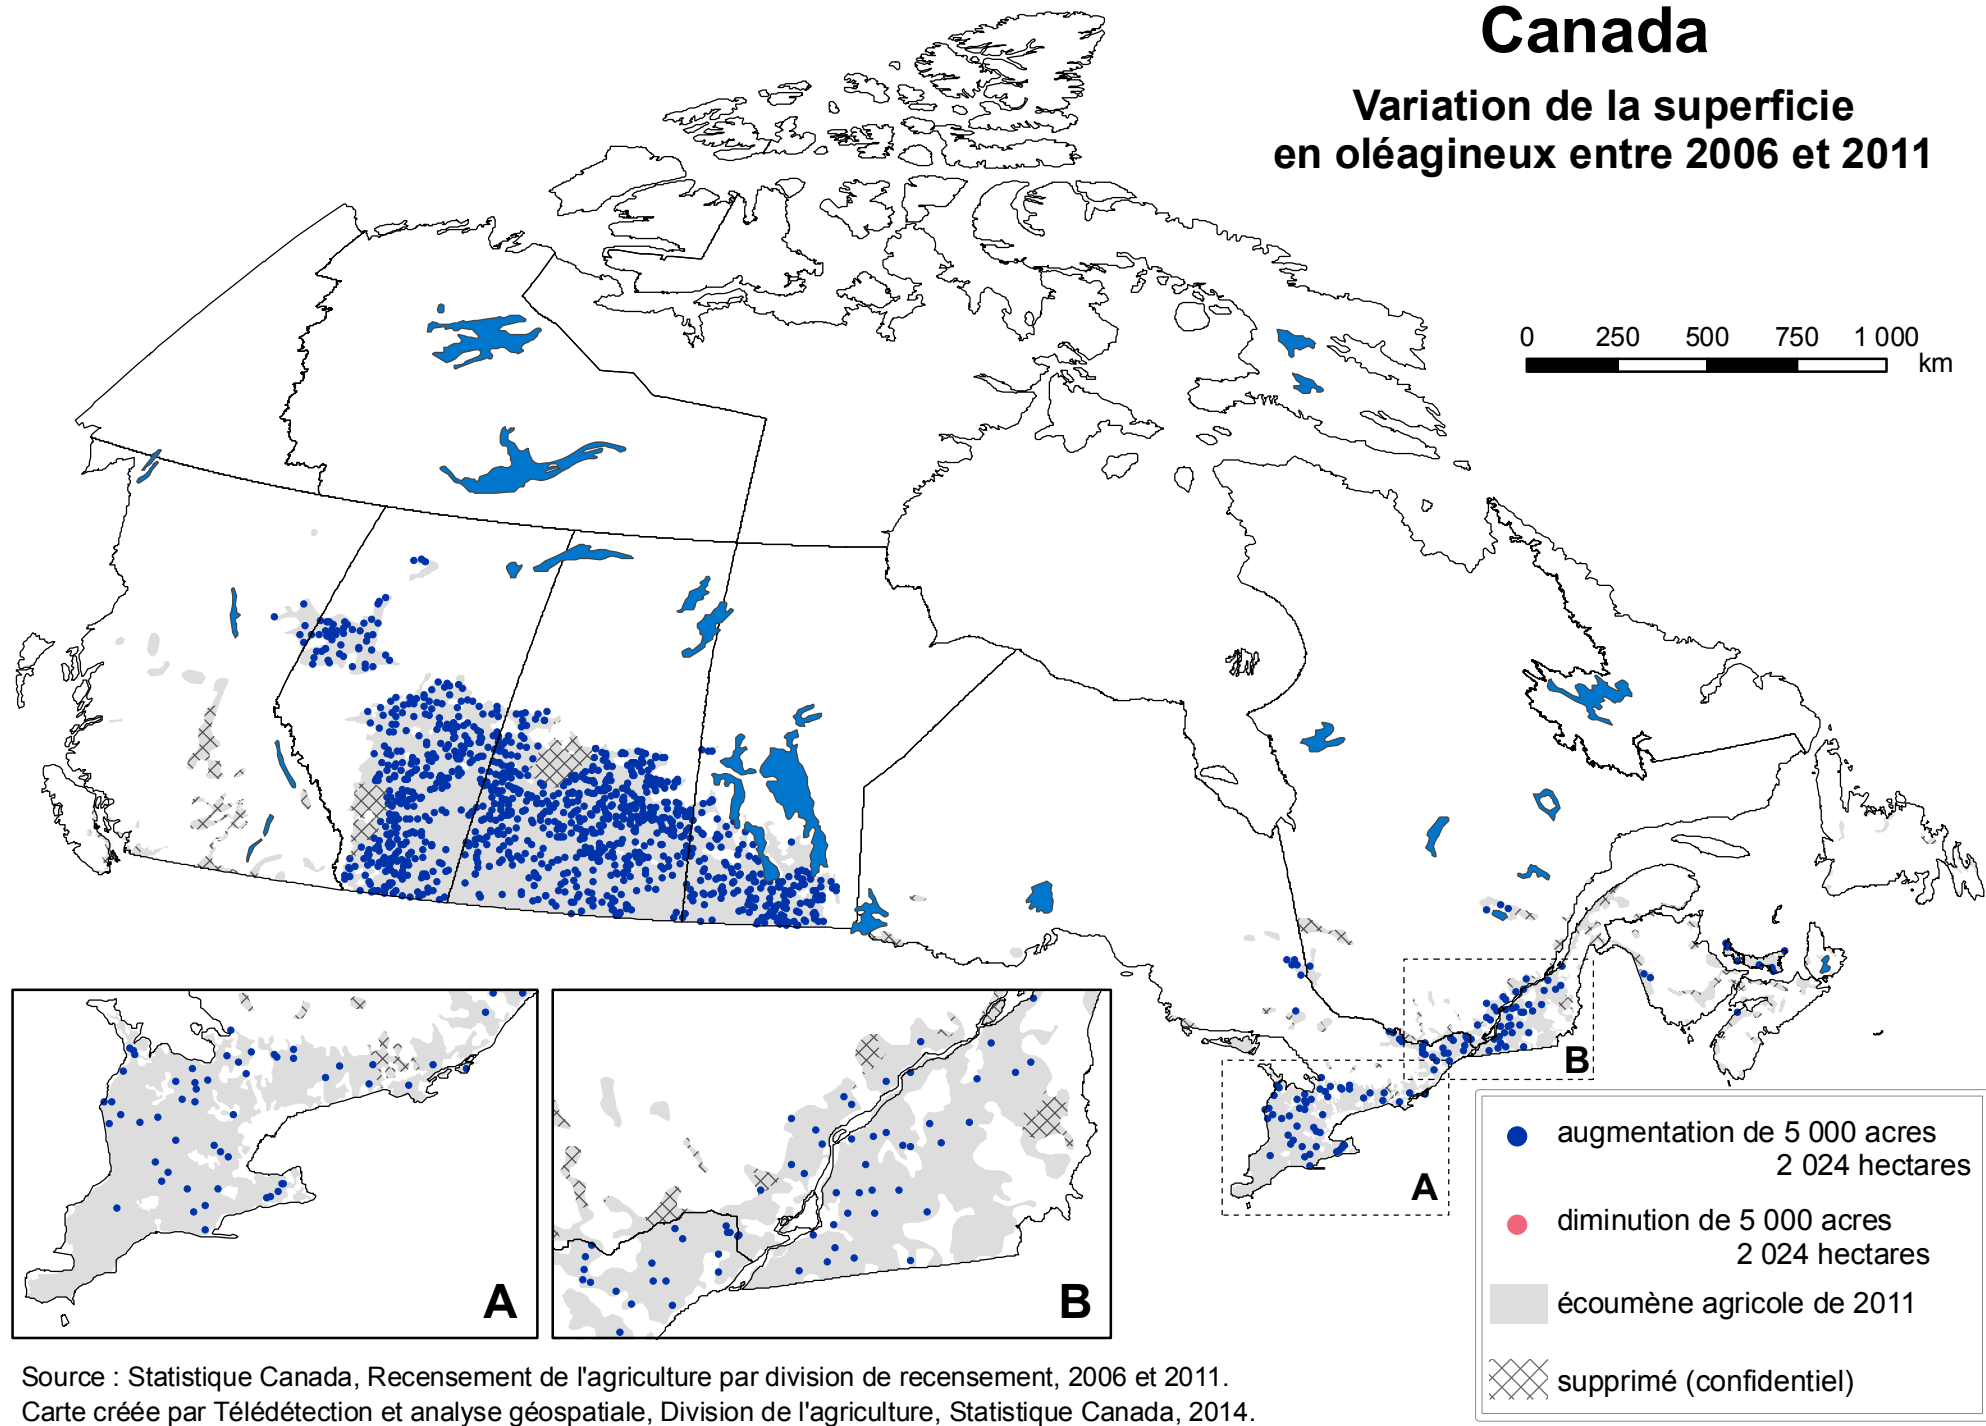 Canada
Variation de la superficie
en oléagineux entre 2006 et 2011
0 250 500 750 1 000
km
B
A
A
B
augmentation de 5 000 acres
2 024 hectares
diminution de 5 000 acres
2 024 hectares
écoumène agricole de 2011
supprimé (confidentiel)
Source : Statistique Canada, Recensement de l'agriculture par division de recensement, 2006 et 2011.
Carte créée par Télédétection et analyse géospatiale, Division de l'agriculture, Statistique Canada, 2014.